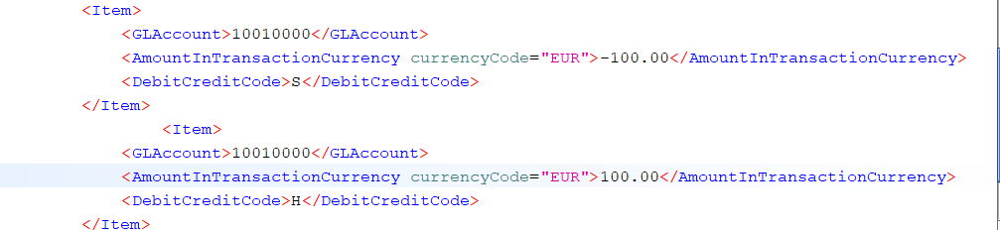 <Item>
<GLAccount>10010000</GLAccount>
<AmountInTransactionCurrency currencyCode="EUR">-100.00</AmountInTransactionCurrency>
<DebitCreditCode>S</DebitCreditCode>
</Item>
<Item>
<GLAccount>10010000</GLAccount>
<AmountInTransactionCurrency currencyCode="EUR">100.00</AmountInTransactionCurrency>
<DebitCreditCode>H</DebitCreditCode>
</Item>